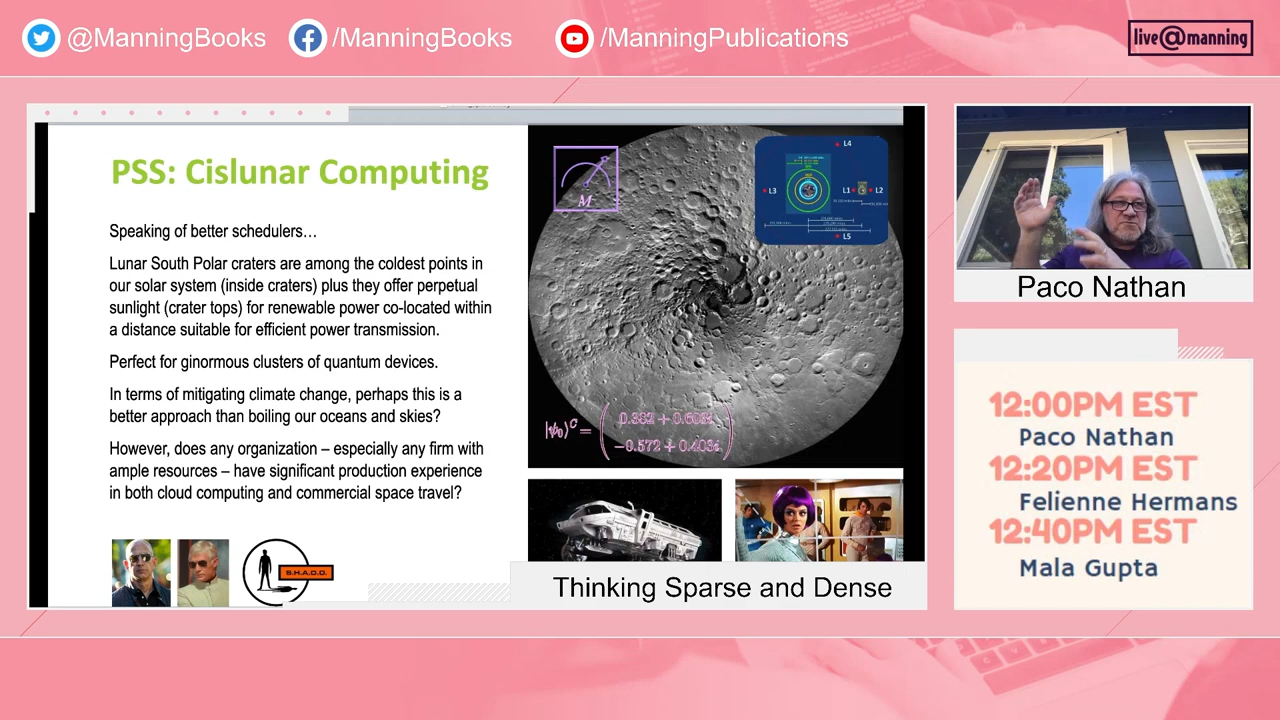 @ManningBooks
/ManningBooks
/ManningPublications
live@manning
PSS: Cislunar Computing
Speaking of better schedulers…
Lunar South Polar craters are among the coldest points in
our solar system (inside craters) plus they offer perpetual
sunlight (crater tops) for renewable power co-located within
a distance suitable for efficient power transmission.
Perfect for ginormous clusters of quantum devices.
In terms of mitigating climate change, perhaps this is a
better approach than boiling our oceans and skies?
However, does any organization – especially any firm with
ample resources – have significant production experience
in both cloud computing and commercial space travel?
S.H.A.D.O.
M
L4
L3
L1
L2
L5
Thinking Sparse and Dense
Paco Nathan
12:00PM EST
Paco Nathan
12:20PM EST
Felienne Hermans
12:40PM EST
Mala Gupta